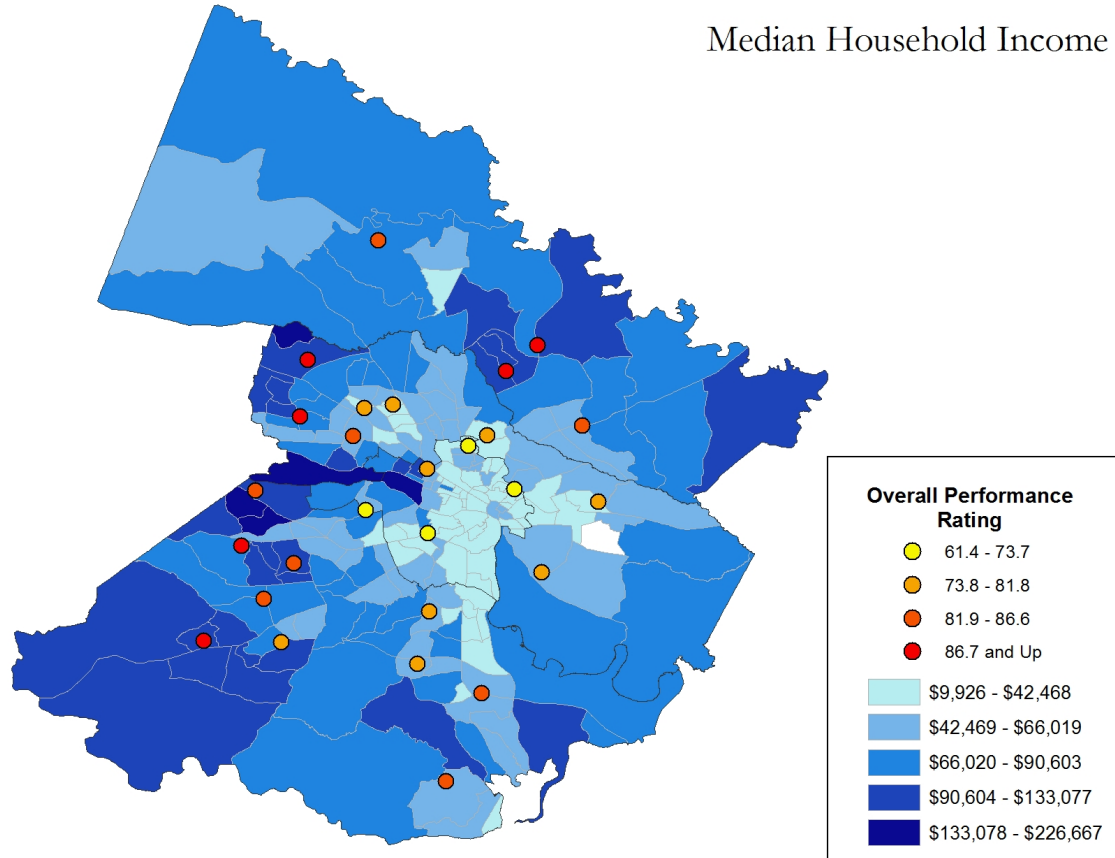 Median Household Income
Overall Performance
Rating
61.4 - 73.7
73.8 - 81.8
81.9 - 86.6
86.7 and Up
$9,926 - $42,468
$42,469 - $66,019
$66,020 - $90,603
$90,604 - $133,077
$133,078 - $226,667